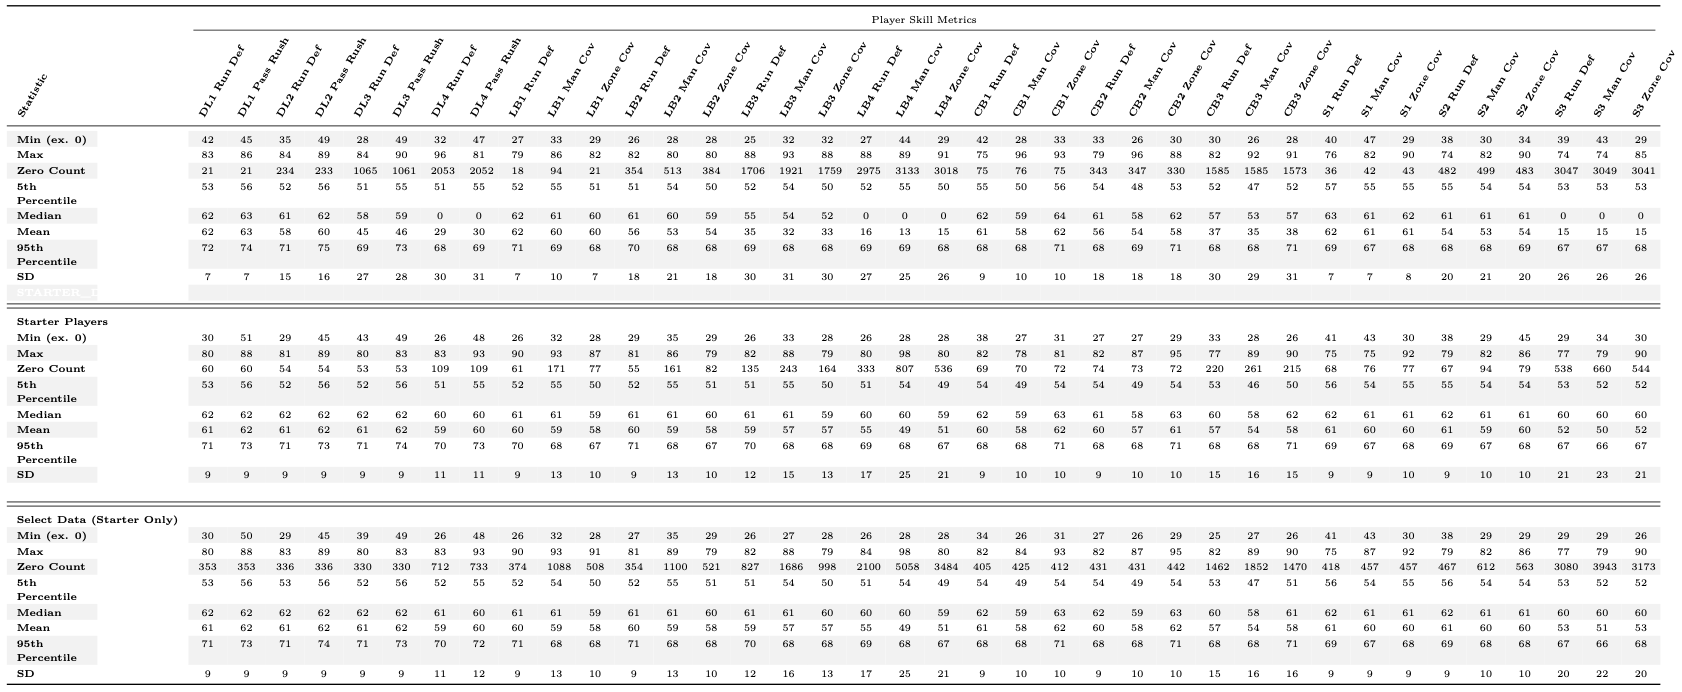 Player Skill Metrics
Statistic DL1 Run Def DL1 Pass Rush DL2 Run Def DL2 Pass Rush DL3 Run Def DL3 Pass Rush DL4 Run Def DL4 Pass Rush LB1 Run Def LB1 Man Cov LB1 Zone Cov LB2 Run Def LB2 Man Cov LB2 Zone Cov LB3 Run Def LB3 Man Cov LB3 Zone Cov LB4 Run Def LB4 Man Cov LB4 Zone Cov CB1 Run Def CB1 Man Cov CB1 Zone Cov CB2 Run Def CB2 Man Cov CB2 Zone Cov CB3 Run Def CB3 Man Cov CB3 Zone Cov S1 Run Def S1 Man Cov S1 Zone Cov S2 Run Def S2 Man Cov S2 Zone Cov S3 Run Def S3 Man Cov S3 Zone Cov
Min (ex. 0) 42 45 35 49 28 49 32 47 27 33 29 26 28 28 25 32 32 27 44 29 42 28 33 33 26 30 30 26 28 40 47 29 38 30 34 39 43 29
Max 83 86 84 89 84 90 96 81 79 86 82 82 80 80 88 93 88 88 89 91 75 96 93 79 96 88 82 92 91 76 82 90 74 82 90 74 74 85
Zero Count 21 21 234 233 1065 1061 2053 2052 18 94 21 354 513 384 1706 1921 1759 2975 3133 3018 75 76 75 343 347 330 1585 1585 1573 36 42 43 482 499 483 3047 3049 3041
5th 53 56 52 56 51 55 51 55 52 55 51 51 54 50 52 54 50 52 55 50 55 50 56 54 48 53 52 47 52 57 55 55 55 54 54 53 53 53
Percentile
Median 62 63 61 62 58 59 0 0 62 61 60 61 60 59 55 54 52 0 0 0 62 59 64 61 58 62 57 53 57 63 61 62 61 61 61 0 0 0
Mean 62 63 58 60 45 46 29 30 62 60 60 56 53 54 35 32 33 16 13 15 61 58 62 56 54 58 37 35 38 62 61 61 54 53 54 15 15 15
95th 72 74 71 75 69 73 68 69 71 69 68 70 68 68 69 68 68 69 68 68 68 68 71 68 69 71 68 68 71 69 67 68 68 68 69 67 67 68
Percentile
SD 7 7 15 16 27 28 30 31 7 10 7 18 21 18 30 31 30 27 25 26 9 10 10 18 18 18 30 29 31 7 7 8 20 21 20 26 26 26
Starter Players
Min (ex. 0) 30 51 29 45 43 49 26 48 26 32 28 29 35 29 26 33 28 26 28 28 38 27 31 27 27 29 33 28 26 41 43 30 38 29 45 29 34 30
Max 80 88 81 89 80 83 83 93 90 93 87 81 86 79 82 88 79 80 98 80 82 78 81 82 87 95 77 89 90 75 75 92 79 82 86 77 79 90
Zero Count 60 60 54 54 53 53 109 109 61 171 77 55 161 82 135 243 164 333 807 536 69 70 72 74 73 72 220 261 215 68 76 77 67 94 79 538 660 544
5th 53 56 52 56 52 56 51 55 52 55 50 52 55 51 51 55 50 51 54 49 54 49 54 54 49 54 53 46 50 56 54 55 55 54 54 53 52 52
Percentile
Median 62 62 62 62 62 62 60 60 61 61 59 61 61 60 61 61 59 60 60 59 62 59 63 61 58 63 60 58 62 62 61 61 62 61 61 60 60 60
Mean 61 62 61 62 61 62 59 60 60 59 58 60 59 58 59 57 57 55 49 51 60 58 62 60 57 61 57 54 58 61 60 60 61 59 60 52 50 52
95th 71 73 71 73 71 74 70 73 70 68 67 71 68 67 70 68 68 69 68 67 68 68 71 68 68 71 68 68 71 69 67 68 69 67 68 67 66 67
Percentile
SD 9 9 9 9 9 9 11 11 9 13 10 9 13 10 12 15 13 17 25 21 9 10 10 9 10 10 15 16 15 9 9 10 9 10 10 21 23 21
Select Data (Starter Only)
Min (ex. 0) 30 50 29 45 39 49 26 48 26 32 28 27 35 29 26 27 28 26 28 28 34 26 31 27 26 29 25 27 26 41 43 30 38 29 29 29 29 26
Max 80 88 83 89 80 83 83 93 90 93 91 81 89 79 82 88 79 84 98 80 82 84 93 82 87 95 82 89 90 75 87 92 79 82 86 77 79 90
Zero Count 353 353 336 336 330 330 712 733 374 1088 508 354 1100 521 827 1686 998 2100 5058 3484 405 425 412 431 431 442 1462 1852 1470 418 457 457 467 612 563 3080 3943 3173
5th 53 56 53 56 52 56 52 55 52 54 50 52 55 51 51 54 50 51 54 49 54 49 54 54 49 54 53 47 51 56 54 55 56 54 54 53 52 52
Percentile
Median 62 62 62 62 62 62 61 60 61 61 59 61 61 60 61 61 60 60 60 59 62 59 63 62 59 63 60 58 61 62 61 61 62 61 61 60 60 60
Mean 61 62 61 62 61 62 59 60 60 59 58 60 59 58 59 57 57 55 49 51 61 58 62 60 58 62 57 54 58 61 60 60 61 60 60 53 51 53
95th 71 73 71 74 71 73 70 72 71 68 68 71 68 68 70 68 68 69 68 67 68 68 71 68 68 71 68 68 71 69 67 68 69 68 68 67 66 68
Percentile
SD 9 9 9 9 9 9 11 12 9 13 10 9 13 10 12 16 13 17 25 21 9 10 10 9 10 10 15 16 16 9 9 9 9 10 10 20 22 20